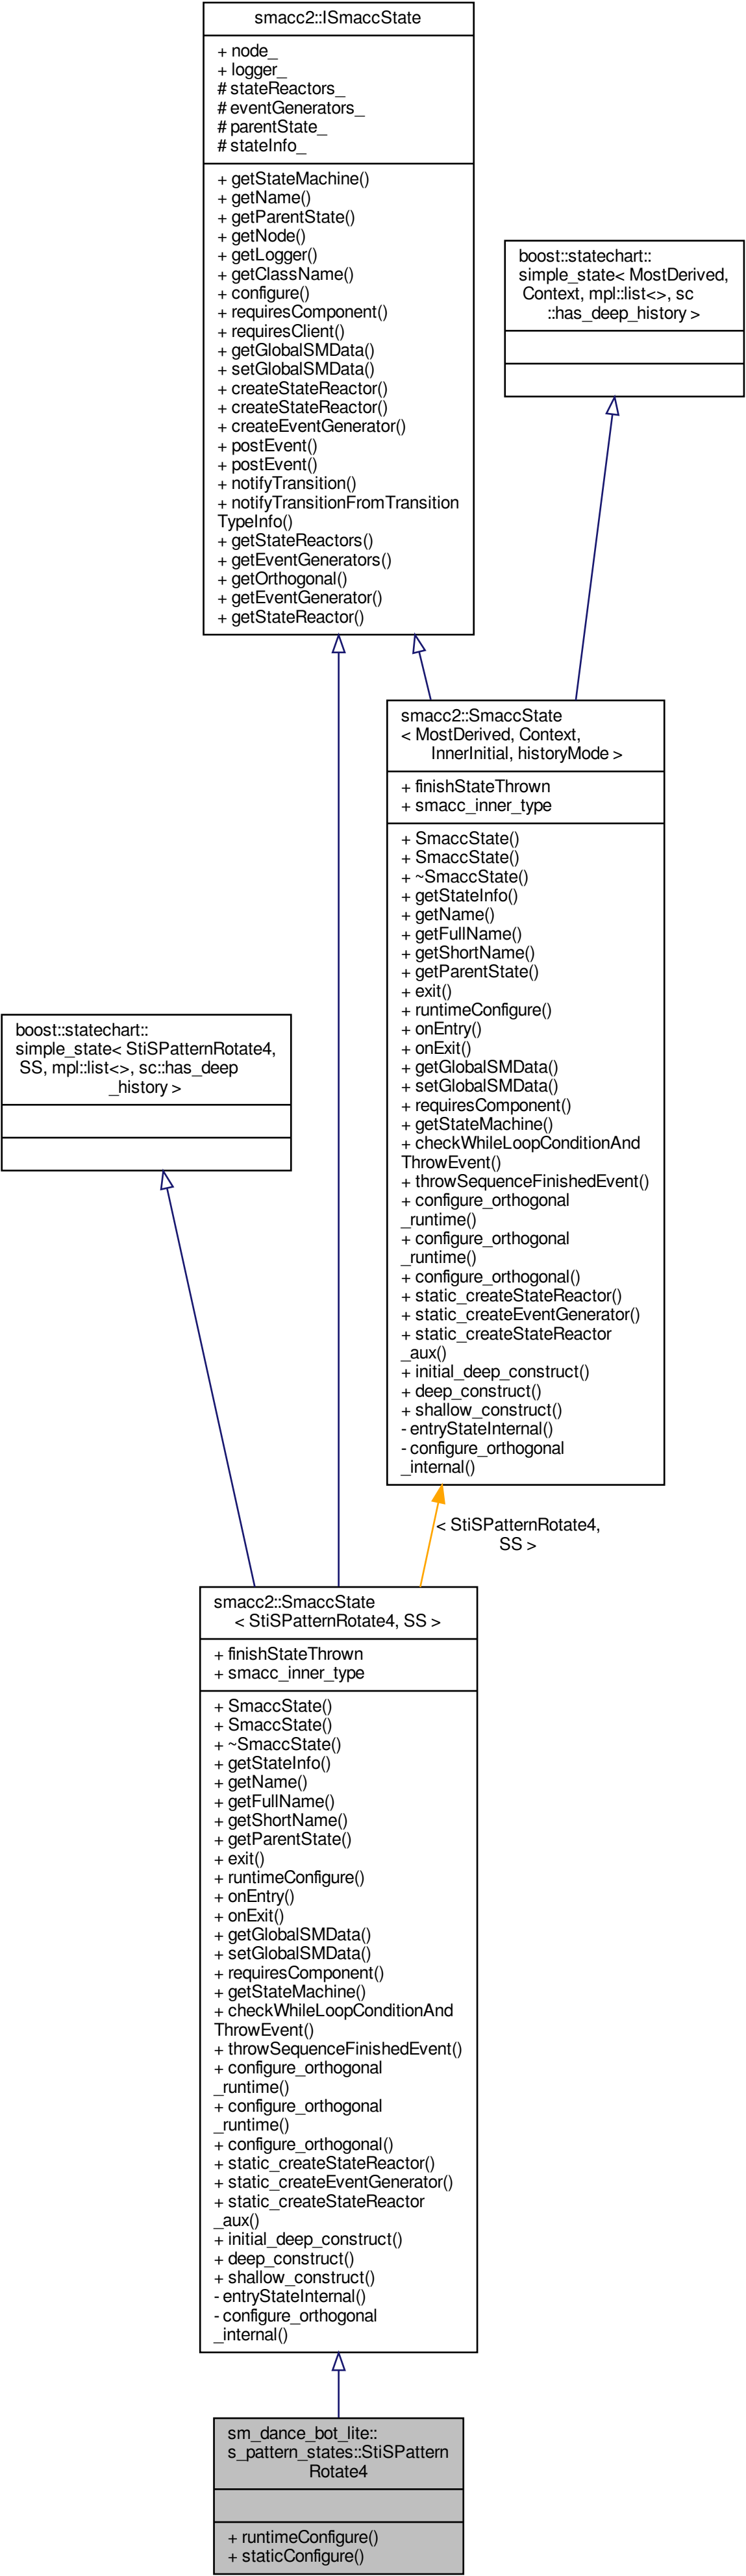 smacc2::ISmaccState
+ node_
+ logger_
# stateReactors_
# eventGenerators_
# parentState_
# stateInfo_
+ getStateMachine()
+ getName()
+ getParentState()
+ getNode()
+ getLogger()
+ getClassName()
+ configure()
+ requiresComponent()
+ requiresClient()
+ getGlobalSMData()
+ setGlobalSMData()
+ createStateReactor()
+ createStateReactor()
+ createEventGenerator()
+ postEvent()
+ postEvent()
+ notifyTransition()
+ notifyTransitionFromTransition
TypeInfo()
+ getStateReactors()
+ getEventGenerators()
+ getOrthogonal()
+ getEventGenerator()
+ getStateReactor()
boost::statechart::
simple_state< MostDerived,
Context, mpl::list<>, sc
::has_deep_history >
smacc2::SmaccState
< MostDerived, Context,
InnerInitial, historyMode >
+ finishStateThrown
+ smacc_inner_type
+ SmaccState()
+ SmaccState()
+ ~SmaccState()
+ getStateInfo()
+ getName()
+ getFullName()
+ getShortName()
+ getParentState()
+ exit()
+ runtimeConfigure()
+ onEntry()
+ onExit()
+ getGlobalSMData()
+ setGlobalSMData()
+ requiresComponent()
+ getStateMachine()
+ checkWhileLoopConditionAnd
ThrowEvent()
+ throwSequenceFinishedEvent()
+ configure_orthogonal
_runtime()
+ configure_orthogonal
_runtime()
+ configure_orthogonal()
+ static_createStateReactor()
+ static_createEventGenerator()
+ static_createStateReactor
_aux()
+ initial_deep_construct()
+ deep_construct()
+ shallow_construct()
- entryStateInternal()
- configure_orthogonal
_internal()
boost::statechart::
simple_state< StiSPatternRotate4,
SS, mpl::list<>, sc::has_deep
_history >
< StiSPatternRotate4,
SS >
smacc2::SmaccState
< StiSPatternRotate4, SS >
+ finishStateThrown
+ smacc_inner_type
+ SmaccState()
+ SmaccState()
+ ~SmaccState()
+ getStateInfo()
+ getName()
+ getFullName()
+ getShortName()
+ getParentState()
+ exit()
+ runtimeConfigure()
+ onEntry()
+ onExit()
+ getGlobalSMData()
+ setGlobalSMData()
+ requiresComponent()
+ getStateMachine()
+ checkWhileLoopConditionAnd
ThrowEvent()
+ throwSequenceFinishedEvent()
+ configure_orthogonal
_runtime()
+ configure_orthogonal
_runtime()
+ configure_orthogonal()
+ static_createStateReactor()
+ static_createEventGenerator()
+ static_createStateReactor
_aux()
+ initial_deep_construct()
+ deep_construct()
+ shallow_construct()
- entryStateInternal()
- configure_orthogonal
_internal()
sm_dance_bot_lite::
s_pattern_states::StiSPattern
Rotate4
+ runtimeConfigure()
+ staticConfigure()